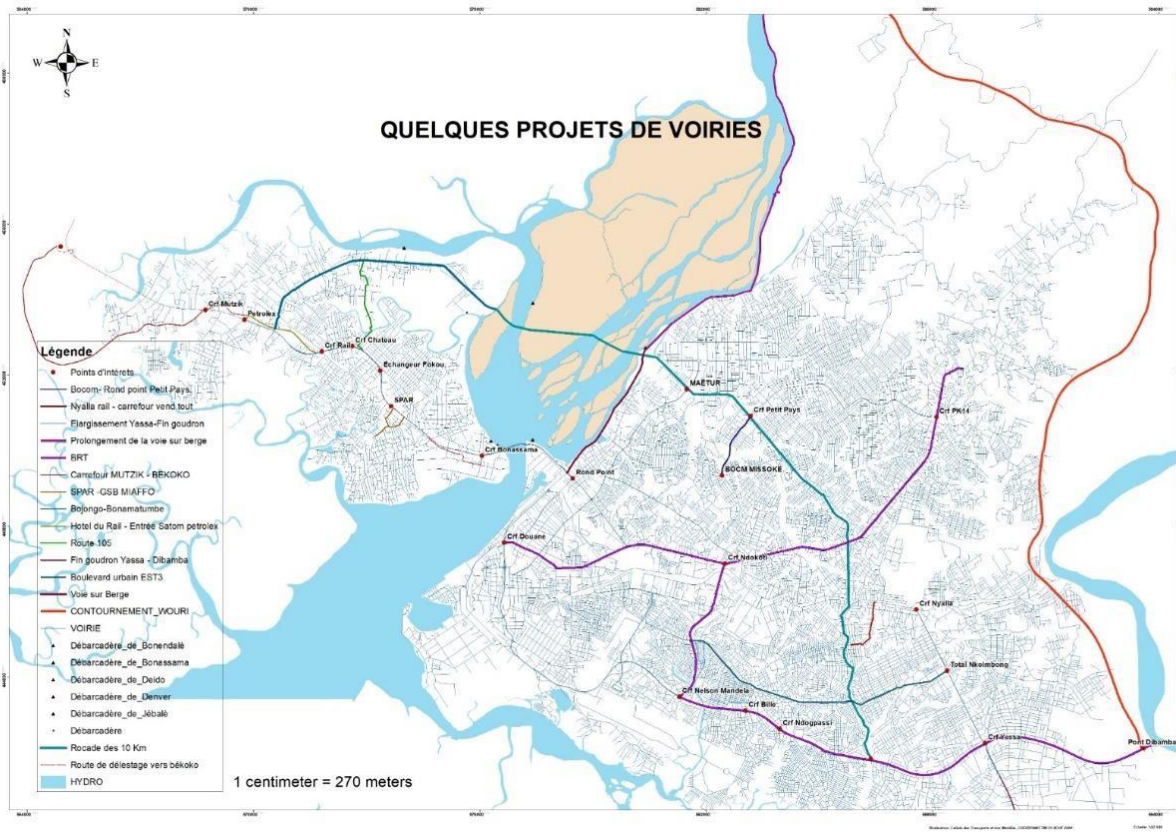 N
W E
S
QUELQUES PROJETS DE VOIRIES
Crf Mutzik
Petrolex
Crf Rail
Crf Chateau
Echangeur Fokou
SPAR
Crf Bonassama
Rond Point
MAETUR
Crf Petit Pays
BOCM MISSOKE
Crf PK14
Crf Douane
Crf Ndokoti
Crf Nyalla
Total Nkolmbong
Crf Nelson Mandela
Crf Bille
Crf Ndogpassi
Crf Yassa
Pont Dibamba
Légende
Points d'intérets
Bocom- Rond point Petit Pays
Nyalla rail - carrefour vend tout
Elargissement Yassa-Fin goudron
Prolongement de la voie sur berge
BRT
Carrefour MUTZIK - BEKOKO
SPAR -GSB MIAFFO
Bojongo-Bonamatumbe
Hotel du Rail - Entrée Satom petrolex
Route 105
Fin goudron Yassa - Dibamba
Boulevard urbain EST3
Voie sur Berge
CONTOURNEMENT_WOURI
VOIRIE
Débarcadère_de_Bonendalè
Débarcadère_de_Bonassama
Débarcadère_de_Deido
Débarcadère_de_Denver
Débarcadère_de_Jébalè
Débarcadère
Rocade des 10 Km
Route de délestage vers békoko
HYDRO
1 centimeter = 270 meters